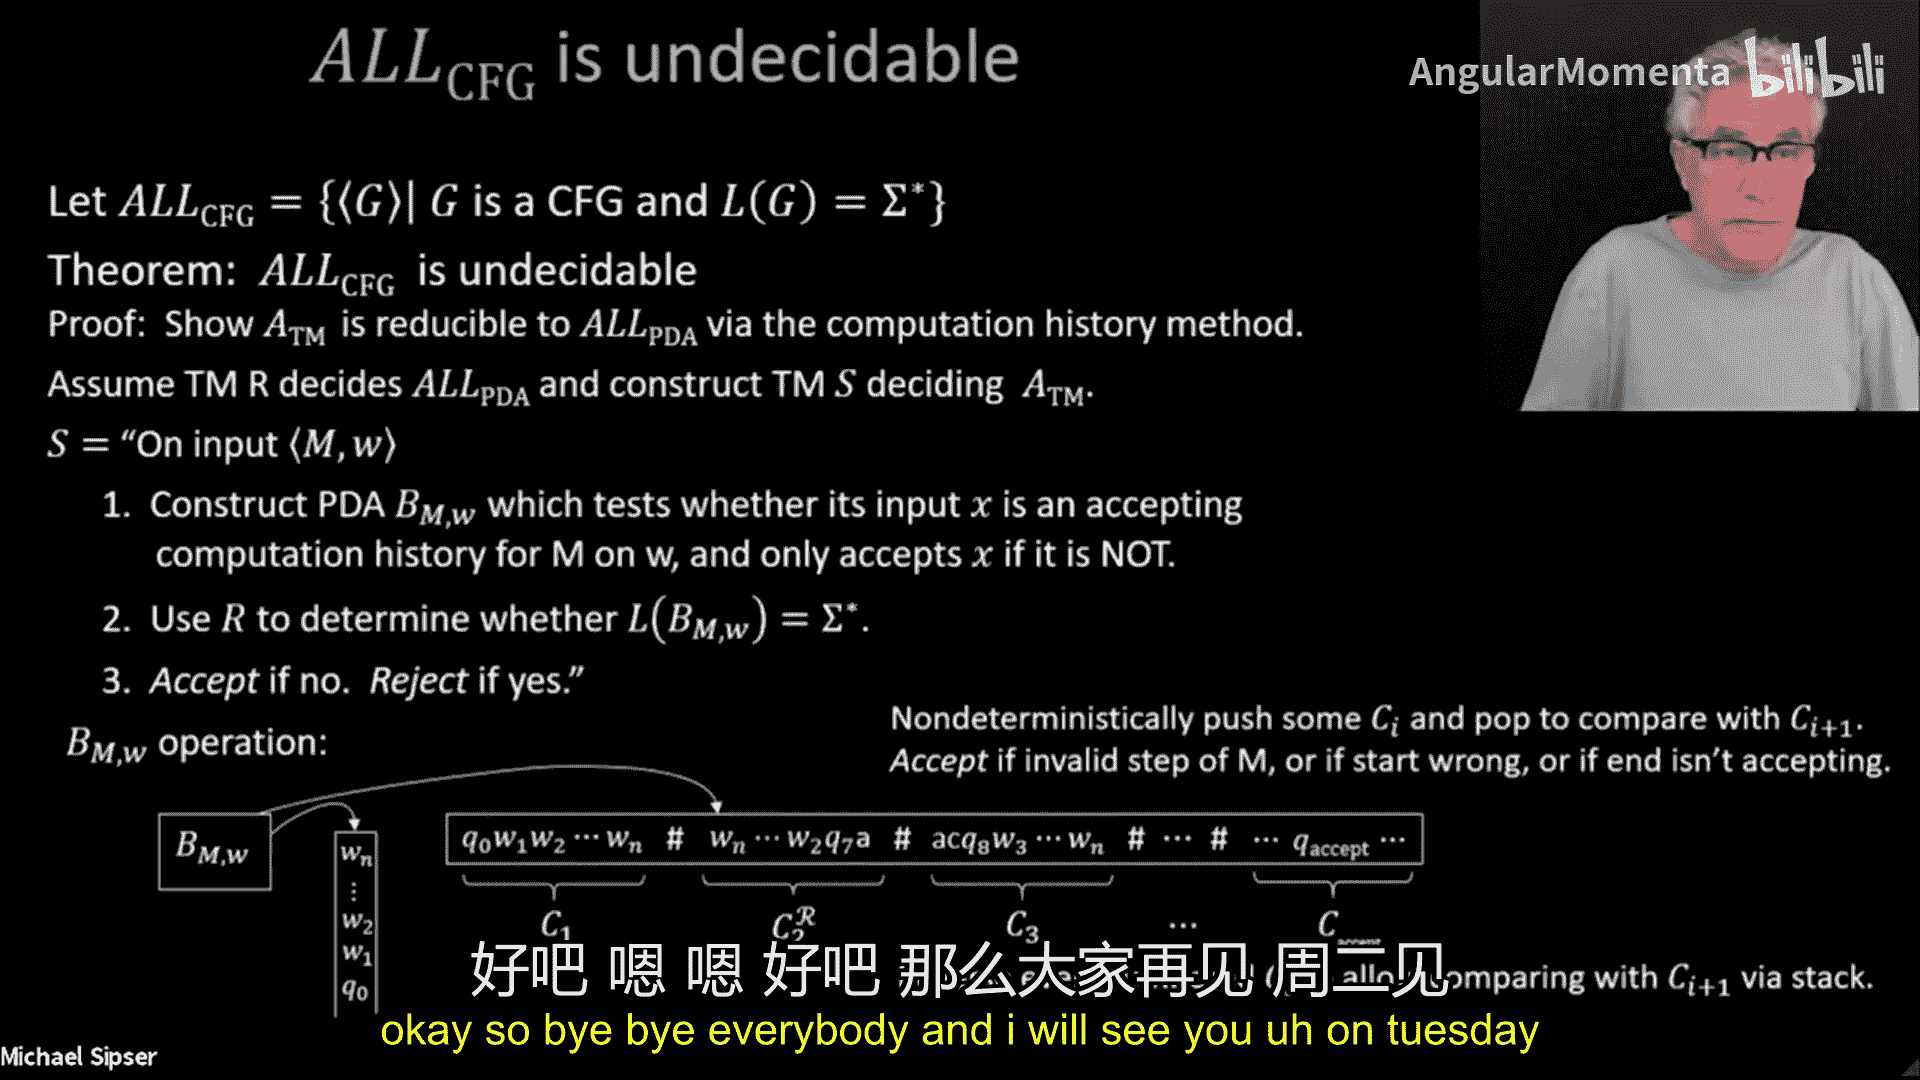 ALL_CFG is undecidable
AngularMomenta bilibili
Let ALL_CFG = {⟨G⟩| G is a CFG and L(G) = Σ*}
Theorem: ALL_CFG is undecidable
Proof: Show A_TM is reducible to ALL_PDA via the computation history method.
Assume TM R decides ALL_PDA and construct TM S deciding A_TM.
S = “On input ⟨M, w⟩
1. Construct PDA B_M,w which tests whether its input x is an accepting
computation history for M on w, and only accepts x if it is NOT.
2. Use R to determine whether L(B_M,w) = Σ*.
3. Accept if no. Reject if yes.”
Nondeterministically push some C_i and pop to compare with C_i+1.
Accept if invalid step of M, or if start wrong, or if end isn’t accepting.
B_M,w operation:
B_M,w
w_n
⋮
w_2
w_1
q_0
q_0w_1w_2 ⋯ w_n # w_n ⋯ w_2q_7a # acq_8w_3 ⋯ w_n # ⋯ # ⋯ q_accept ⋯
C_1 C_2^ℛ C_3 ⋯ C
comparing with C_i+1 via stack.
好吧 嗯 嗯 好吧 那么大家再见 周二见
okay so bye bye everybody and i will see you uh on tuesday
Michael Sipser